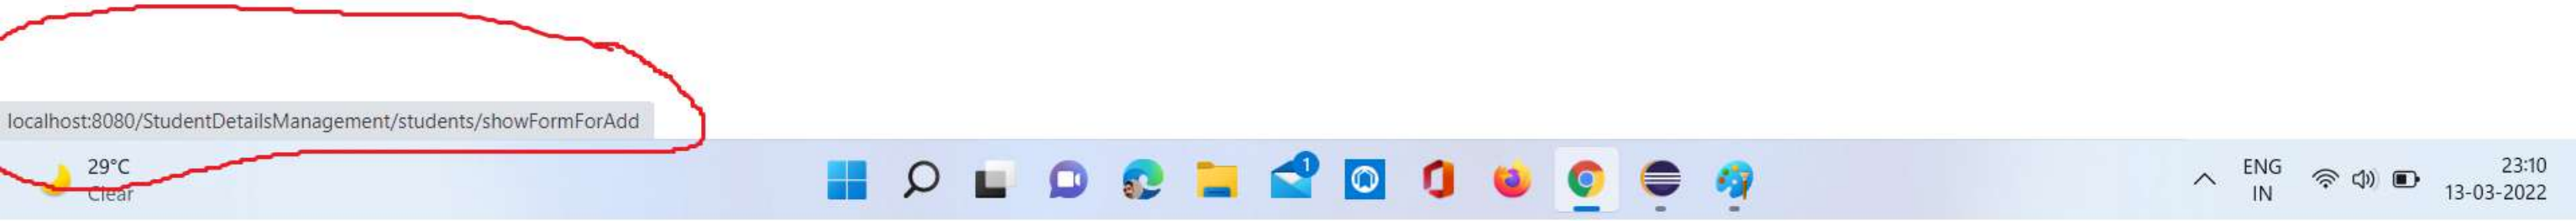 localhost:8080/StudentDetailsManagement/students/showFormForAdd
29°C
Clear
1
ENG
IN
23:10
13-03-2022